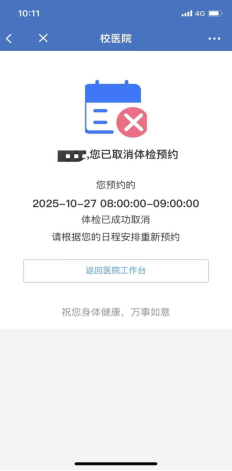 10:11
4G
校医院
,您已取消体检预约
您预约的
2025-10-27 08:00:00-09:00:00
体检已成功取消
请根据您的日程安排重新预约
返回医院工作台
祝您身体健康，万事如意